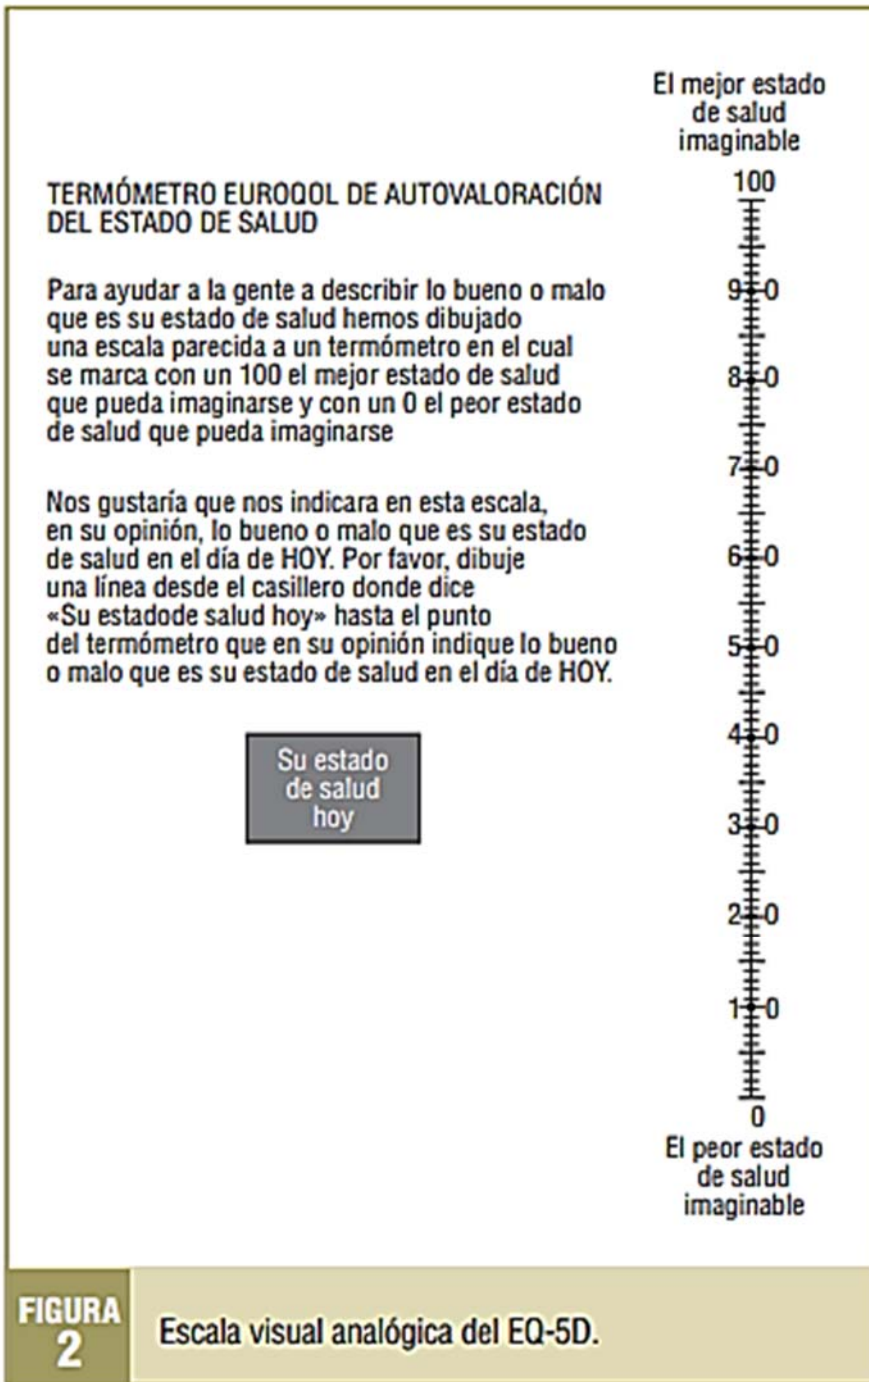 El mejor estado
de salud
imaginable
TERMÓMETRO EUROQOL DE AUTOVALORACIÓN
DEL ESTADO DE SALUD
Para ayudar a la gente a describir lo bueno o malo
que es su estado de salud hemos dibujado
una escala parecida a un termómetro en el cual
se marca con un 100 el mejor estado de salud
que pueda imaginarse y con un 0 el peor estado
de salud que pueda imaginarse
Nos gustaría que nos indicara en esta escala,
en su opinión, lo bueno o malo que es su estado
de salud en el día de HOY. Por favor, dibuje
una línea desde el casillero donde dice
«Su estadode salud hoy» hasta el punto
del termómetro que en su opinión indique lo bueno
o malo que es su estado de salud en el día de HOY.
Su estado
de salud
hoy
100
90
80
70
60
50
40
30
20
10
0
El peor estado
de salud
imaginable
FIGURA
2
Escala visual analógica del EQ-5D.